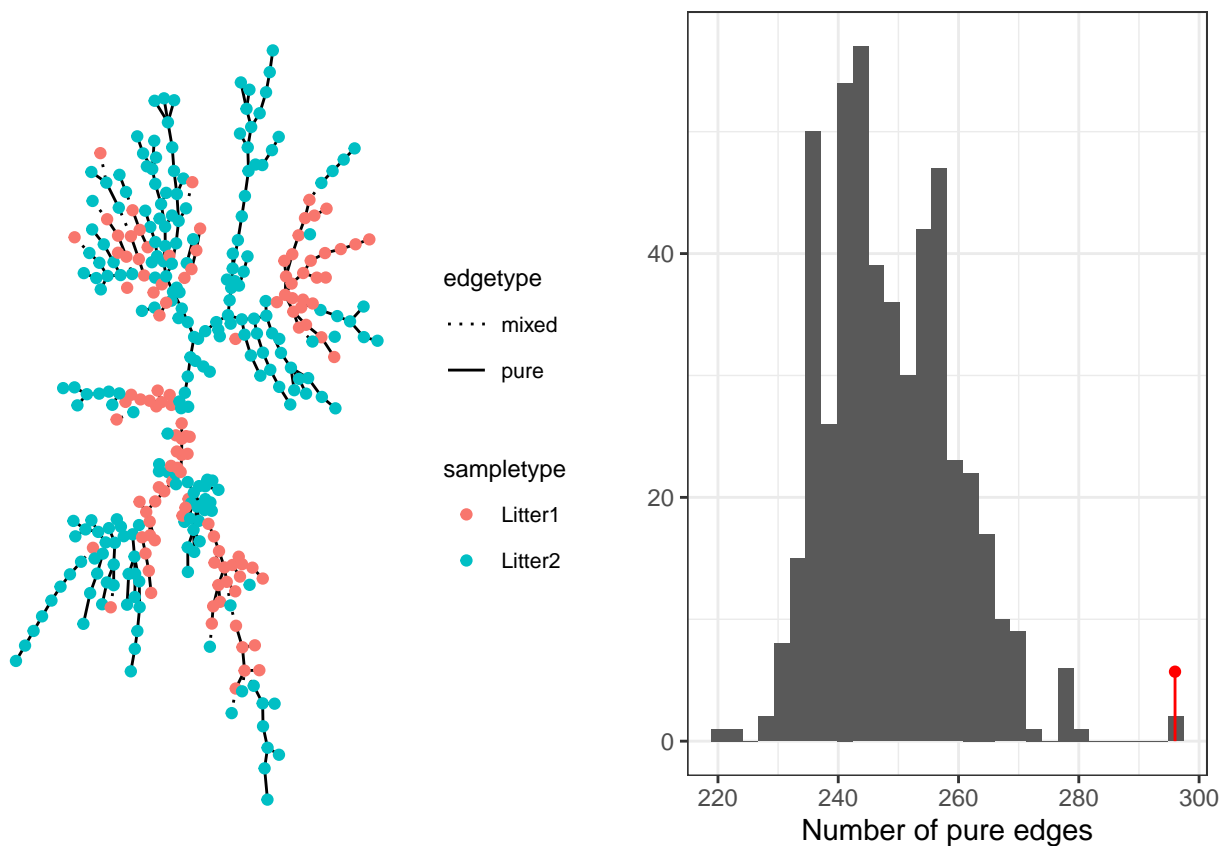 edgetype
mixed
pure
sampletype
Litter1
Litter2
40
20
0
220
240
260
280
300
Number of pure edges